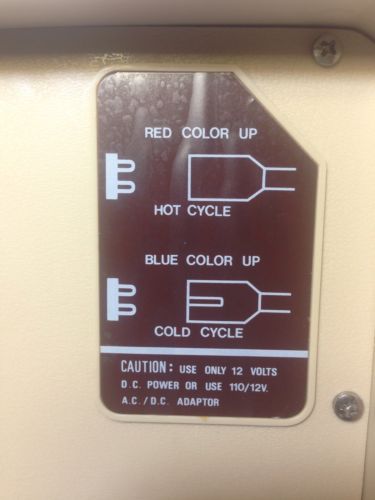 RED COLOR UP
HOT CYCLE
BLUE COLOR UP
COLD CYCLE
CAUTION: USE ONLY 12 VOLTS
D.C. POWER OR USE 110/12V.
A.C./D.C. ADAPTOR